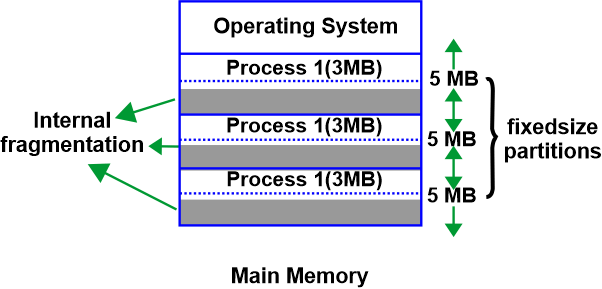 Operating System
Process 1(3MB)
5 MB
Process 1(3MB)
5 MB
Process 1(3MB)
5 MB
Internal
fragmentation
fixedsize
partitions
Main Memory